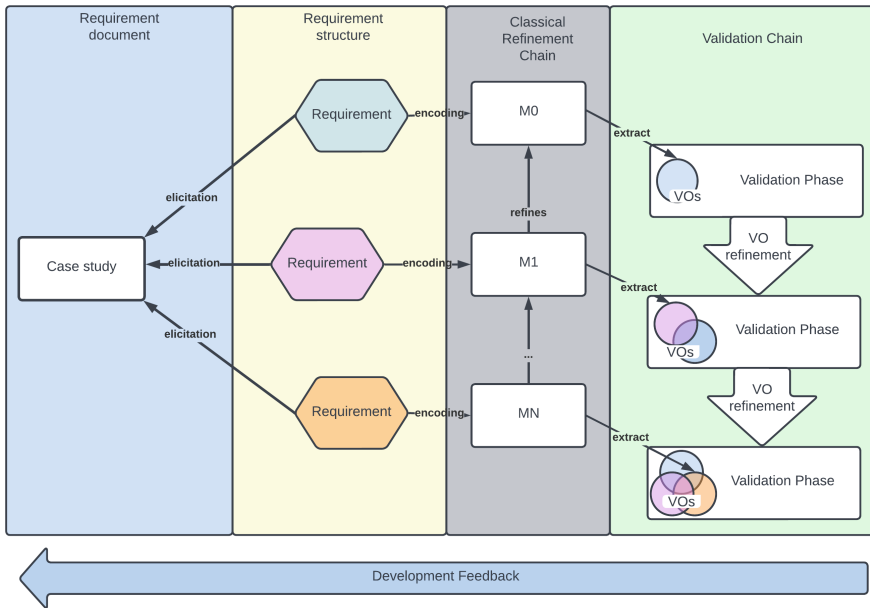 Requirement
document
Requirement
structure
Classical
Refinement
Chain
Validation Chain
Requirement
encoding
M0
extract
Validation Phase
VOs
elicitation
refines
VO
refinement
Case study
elicitation
Requirement
encoding
M1
extract
Validation Phase
VOs
elicitation
...
VO
refinement
Requirement
encoding
MN
extract
Validation Phase
VOs
Development Feedback